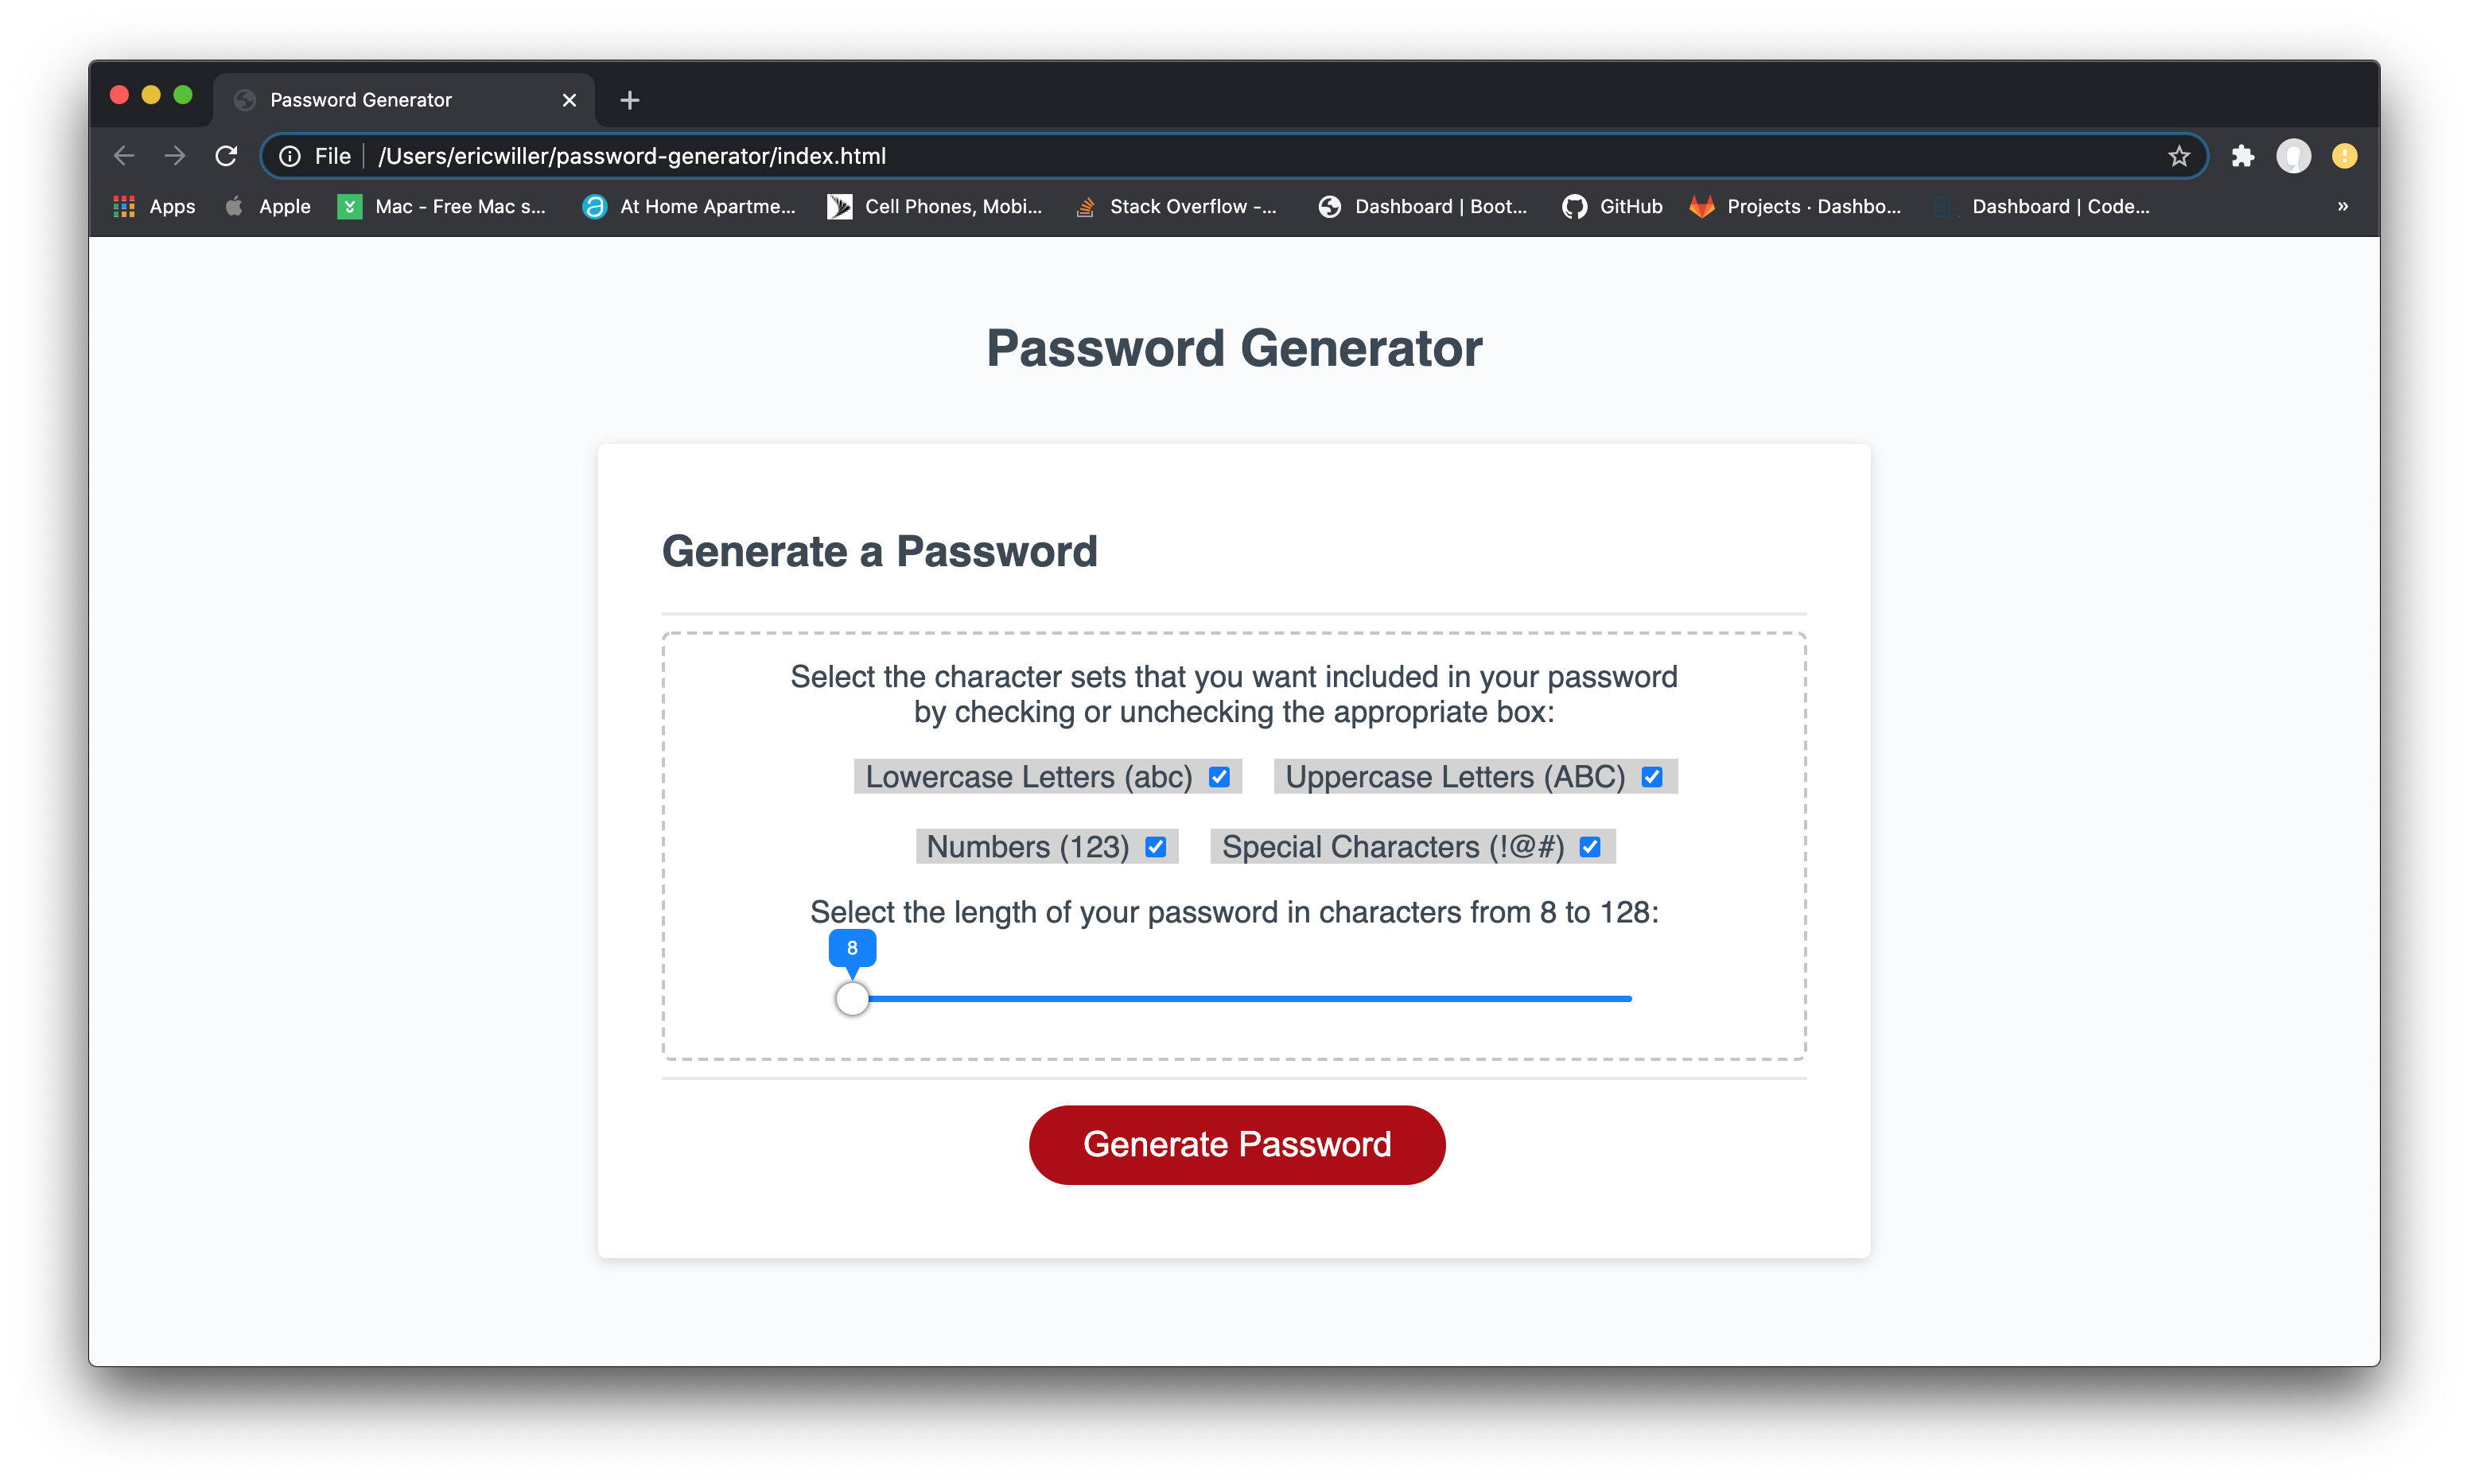 Password Generator
File /Users/ericwiller/password-generator/index.html
Apps Apple Mac - Free Mac s... At Home Apartme... Cell Phones, Mobi... Stack Overflow -... Dashboard | Boot... GitHub Projects · Dashbo... Dashboard | Code... »
Password Generator
Generate a Password
Select the character sets that you want included in your password
by checking or unchecking the appropriate box:
Lowercase Letters (abc) Uppercase Letters (ABC)
Numbers (123) Special Characters (!@#)
Select the length of your password in characters from 8 to 128:
8
Generate Password